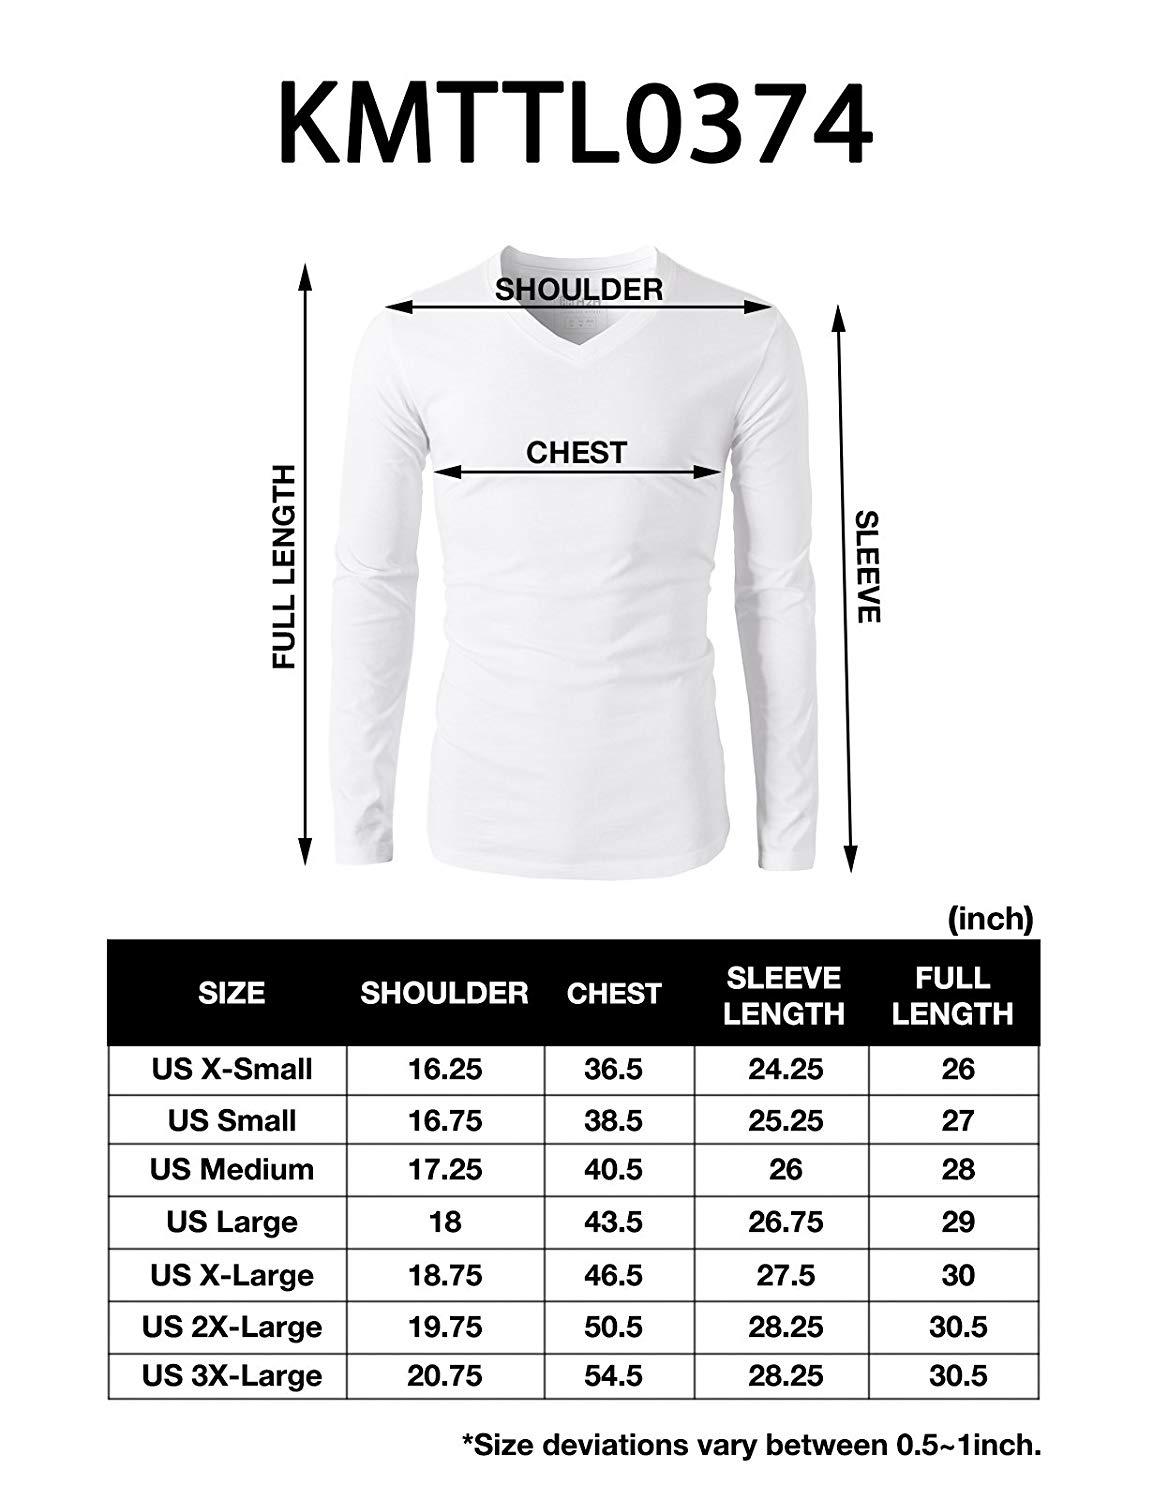 KMTTL0374
SHOULDER
CHEST
FULL LENGTH
SLEEVE
(inch)
SIZE SHOULDER CHEST SLEEVE LENGTH FULL LENGTH
US X-Small 16.25 36.5 24.25 26
US Small 16.75 38.5 25.25 27
US Medium 17.25 40.5 26 28
US Large 18 43.5 26.75 29
US X-Large 18.75 46.5 27.5 30
US 2X-Large 19.75 50.5 28.25 30.5
US 3X-Large 20.75 54.5 28.25 30.5
*Size deviations vary between 0.5~1inch.